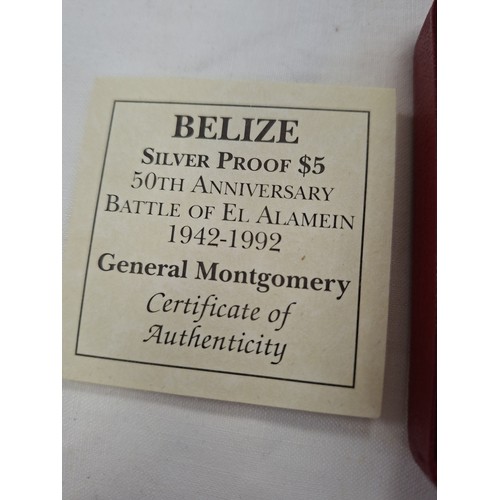 BELIZE
SILVER PROOF $5
50TH ANNIVERSARY
BATTLE OF EL ALAMEIN
1942-1992
General Montgomery
Certificate of
Authenticity